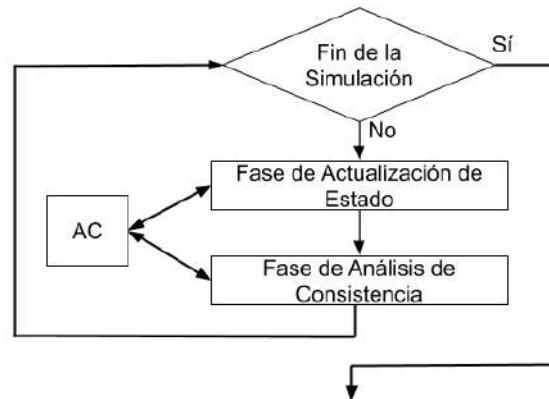 Fin de la
Simulación
Sí
No
Fase de Actualización de
Estado
AC
Fase de Análisis de
Consistencia